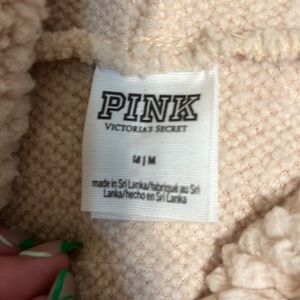 PINK
VICTORIA'S SECRET
M | M
made in Sri Lanka/fabriqué au Sri
Lanka/hecho en Sri Lanka